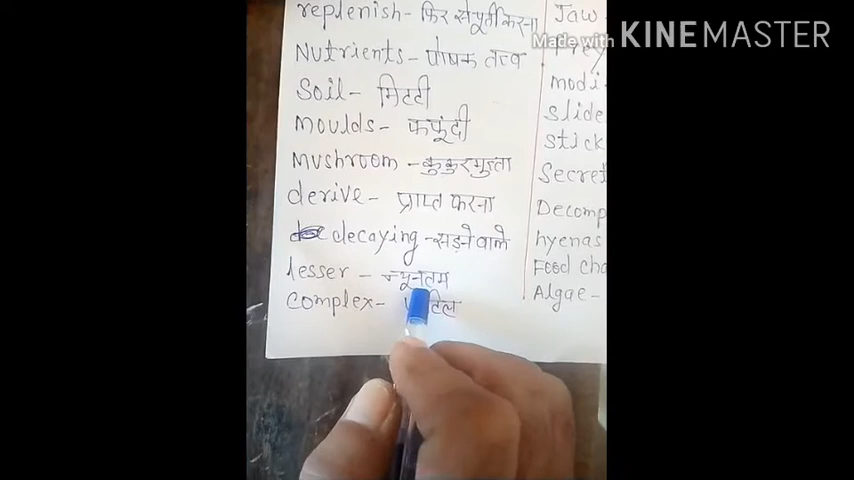 replenish- फिर से पूर्ती करना
Nutrients- पोषक तत्व
Soil- मिटटी
moulds- फफूंदी
mushroom -कुकुरमुत्ता
derive- प्राप्त करना
decaying -सड़ने वाले
lesser - न्यूनतम
complex-
Jaw
modi-
slide
stick
Secret
Decomp
hyenas
Food cha
Algae-
Made with KINEMASTER